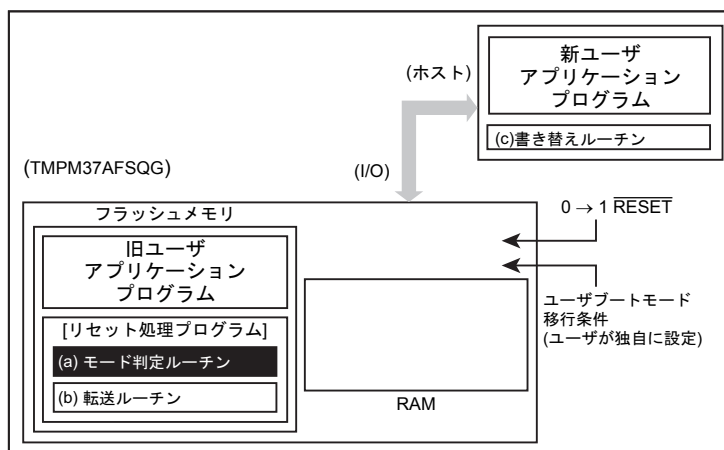 (ホスト)
新ユーザ
アプリケーション
プログラム
(c)書き替えルーチン
(TMPM37AFSQG)
(I/O)
フラッシュメモリ
旧ユーザ
アプリケーション
プログラム
[リセット処理プログラム]
(a) モード判定ルーチン
(b) 転送ルーチン
RAM
0 → 1 RESET
ユーザブートモード
移行条件
(ユーザが独自に設定)